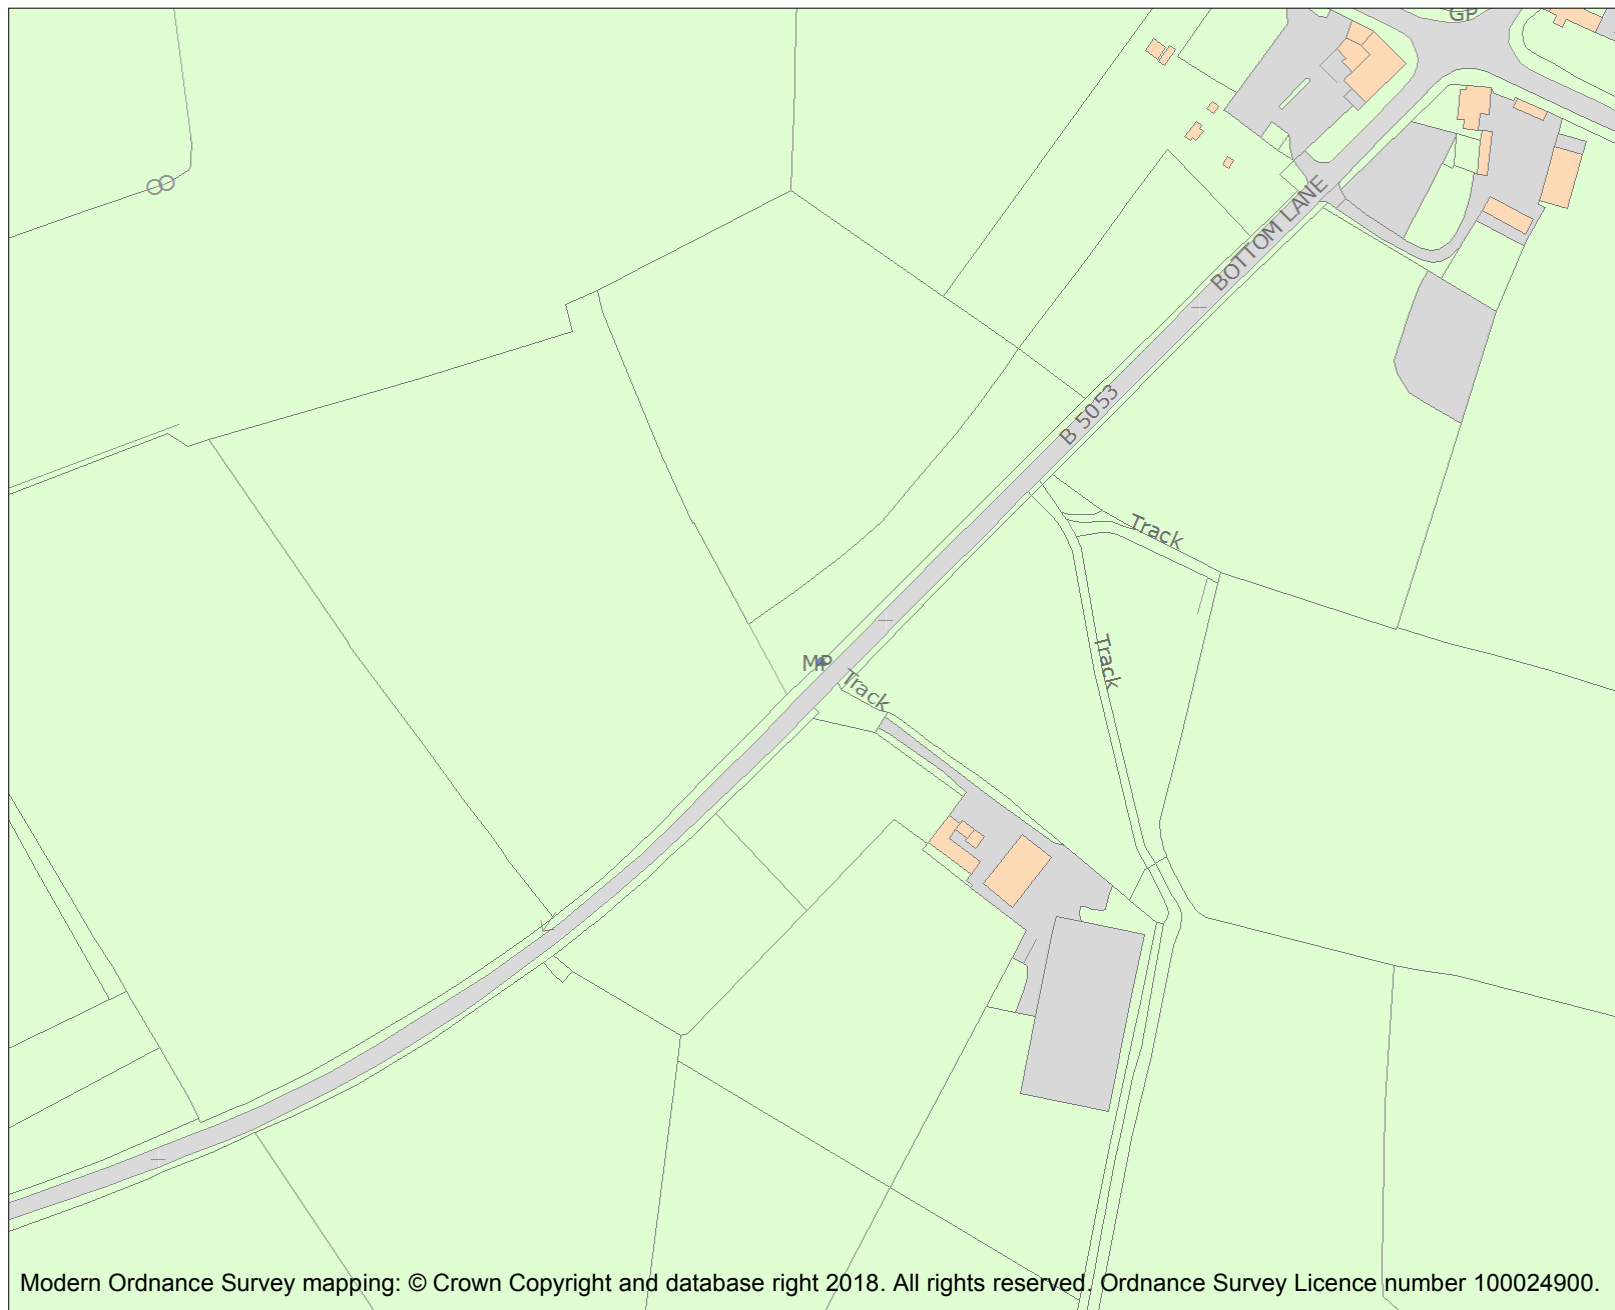 GP
BOTTOM LANE
B 5053
Track
Track
MP
Track
Modern Ordnance Survey mapping: © Crown Copyright and database right 2018. All rights reserved. Ordnance Survey Licence number 100024900.